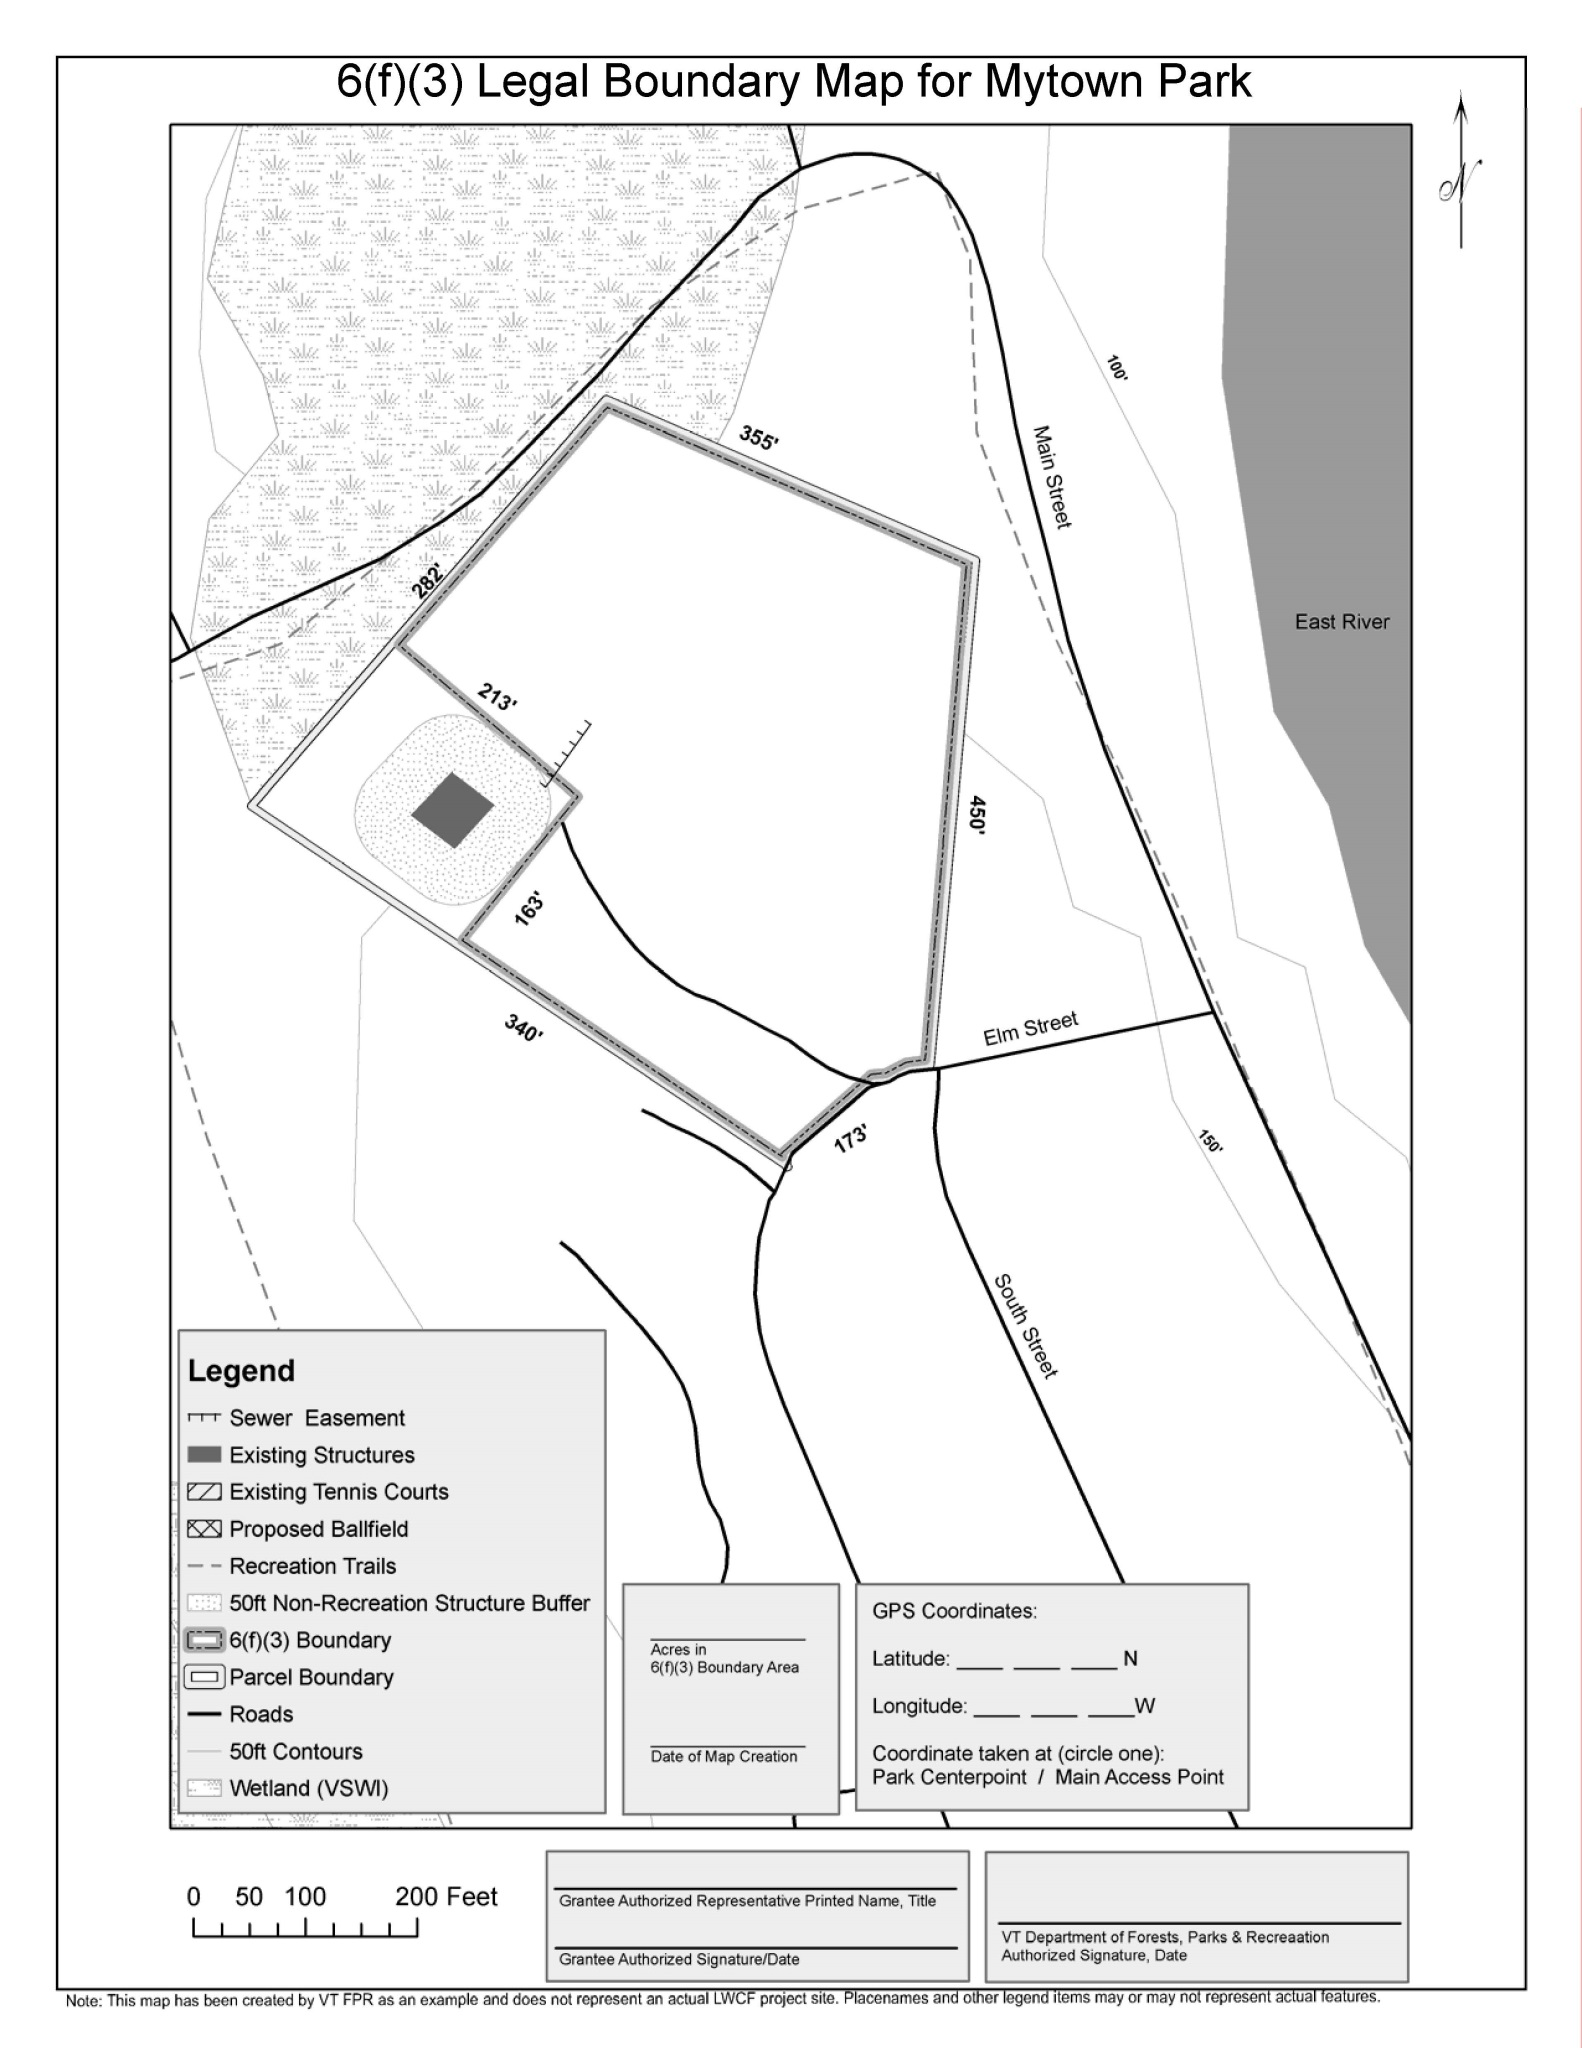 6(f)(3) Legal Boundary Map for Mytown Park
N
100'
355'
Main Street
282'
East River
213'
450'
163'
340'
Elm Street
173'
150'
South Street
Legend
Sewer Easement
Existing Structures
Existing Tennis Courts
Proposed Ballfield
Recreation Trails
50ft Non-Recreation Structure Buffer
6(f)(3) Boundary
Parcel Boundary
Roads
50ft Contours
Wetland (VSWI)
Acres in
6(f)(3) Boundary Area
Date of Map Creation
GPS Coordinates:
Latitude: ____ ____ ____ N
Longitude: ____ ____ ____W
Coordinate taken at (circle one):
Park Centerpoint / Main Access Point
0 50 100 200 Feet
Grantee Authorized Representative Printed Name, Title
Grantee Authorized Signature/Date
VT Department of Forests, Parks & Recreaation
Authorized Signature, Date
Note: This map has been created by VT FPR as an example and does not represent an actual LWCF project site. Placenames and other legend items may or may not represent actual features.